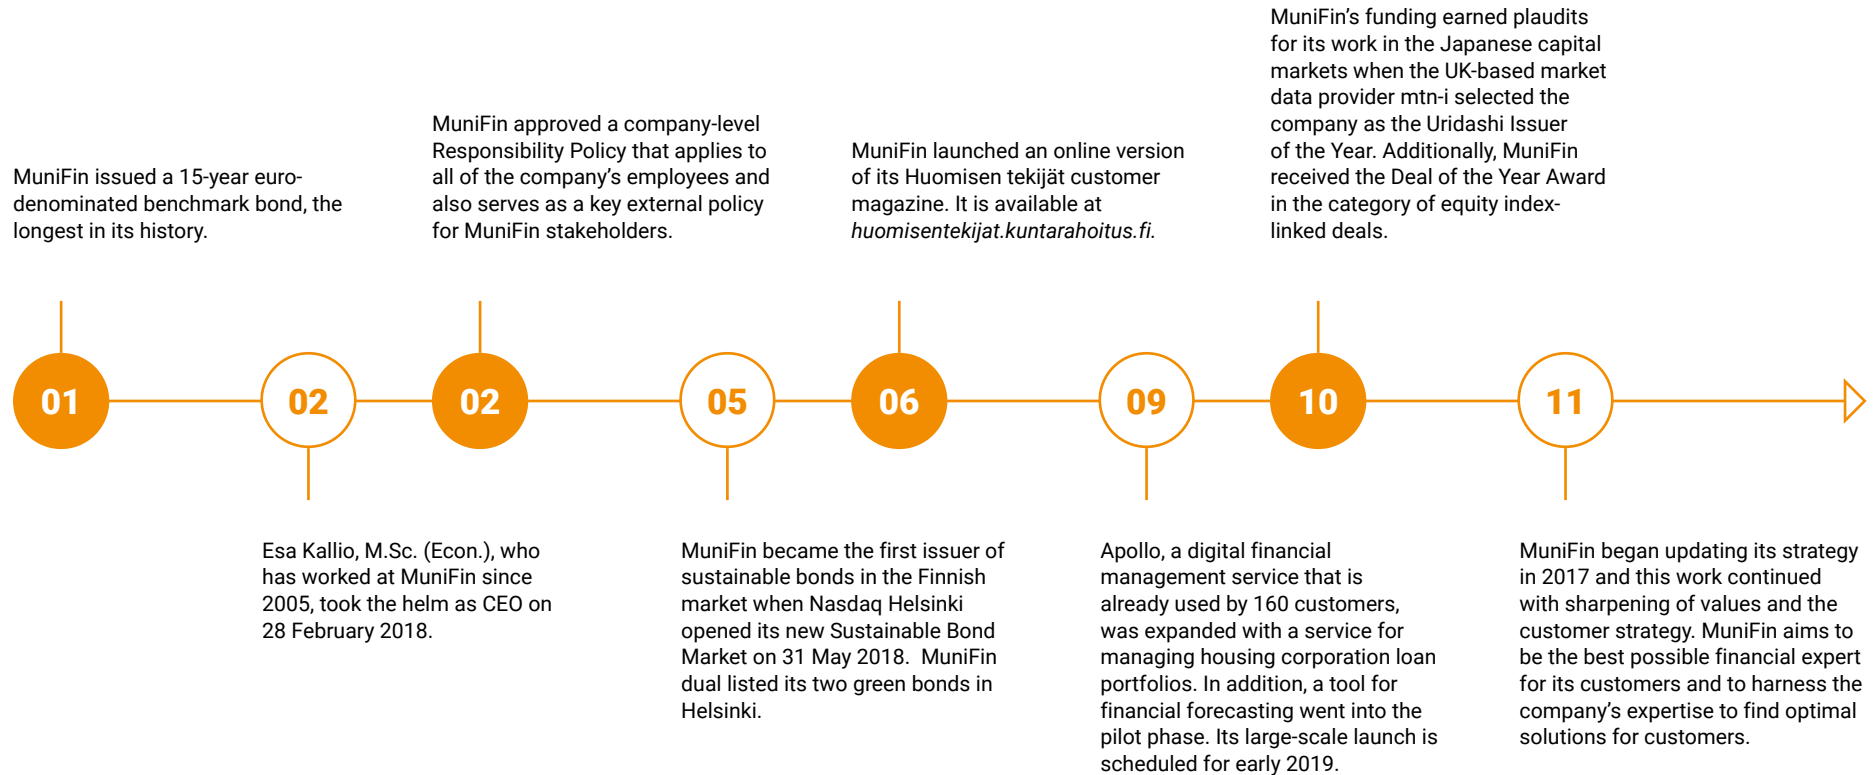 MuniFin issued a 15-year euro-
denominated benchmark bond, the
longest in its history.
MuniFin approved a company-level
Responsibility Policy that applies to
all of the company's employees and
also serves as a key external policy
for MuniFin stakeholders.
MuniFin launched an online version
of its Huomisen tekijät customer
magazine. It is available at
huomisentekijat.kuntarahoitus.fi.
MuniFin's funding earned plaudits
for its work in the Japanese capital
markets when the UK-based market
data provider mtn-i selected the
company as the Uridashi Issuer
of the Year. Additionally, MuniFin
received the Deal of the Year Award
in the category of equity index-
linked deals.
01
02
02
05
06
09
10
11
Esa Kallio, M.Sc. (Econ.), who
has worked at MuniFin since
2005, took the helm as CEO on
28 February 2018.
MuniFin became the first issuer of
sustainable bonds in the Finnish
market when Nasdaq Helsinki
opened its new Sustainable Bond
Market on 31 May 2018.  MuniFin
dual listed its two green bonds in
Helsinki.
Apollo, a digital financial
management service that is
already used by 160 customers,
was expanded with a service for
managing housing corporation loan
portfolios. In addition, a tool for
financial forecasting went into the
pilot phase. Its large-scale launch is
scheduled for early 2019.
MuniFin began updating its strategy
in 2017 and this work continued
with sharpening of values and the
customer strategy. MuniFin aims to
be the best possible financial expert
for its customers and to harness the
company's expertise to find optimal
solutions for customers.